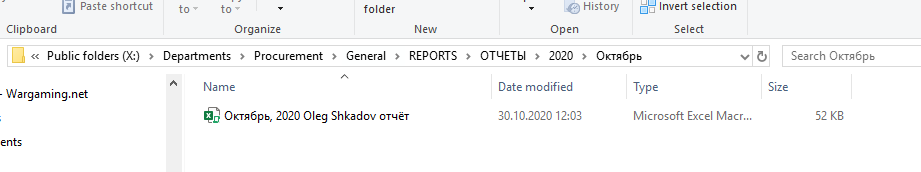 Paste shortcut
to
to
folder
History
Invert selection
Clipboard
Organize
New
Open
Select
« Public folders (X:) > Departments > Procurement > General > REPORTS > ОТЧЕТЫ > 2020 > Октябрь
Search Октябрь
Name
Date modified
Type
Size
- Wargaming.net
Октябрь, 2020 Oleg Shkadov отчёт
30.10.2020 12:03
Microsoft Excel Macr...
52 KB
ents